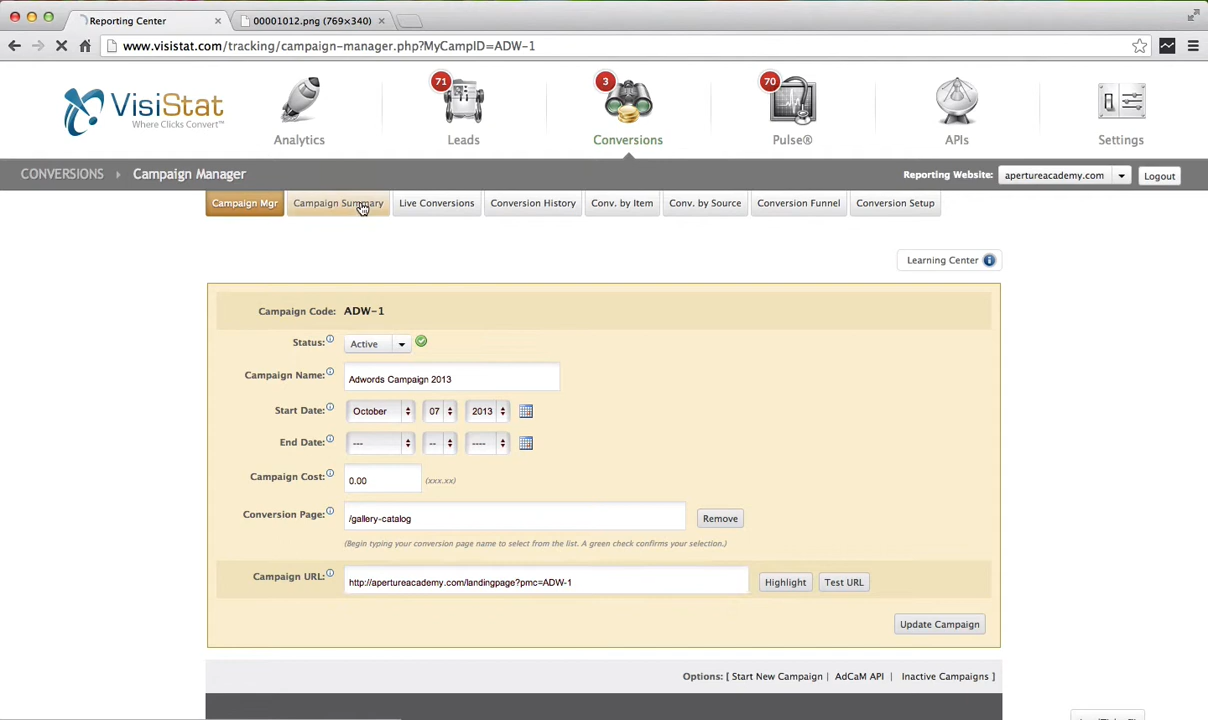 Reporting Center
00001012.png (769×340)
www.visistat.com/tracking/campaign-manager.php?MyCampID=ADW-1
VisiStat
Where Clicks Convert™
Analytics
71
Leads
3
Conversions
70
Pulse®
APIs
Settings
CONVERSIONS
Campaign Manager
Reporting Website:
apertureacademy.com
Logout
Campaign Mgr
Campaign Summary
Live Conversions
Conversion History
Conv. by Item
Conv. by Source
Conversion Funnel
Conversion Setup
Learning Center
Campaign Code: ADW-1
Status: Active
Campaign Name: Adwords Campaign 2013
Start Date: October 07 2013
End Date: --- -- ----
Campaign Cost: 0.00 (xxx.xx)
Conversion Page: /gallery-catalog Remove
(Begin typing your conversion page name to select from the list. A green check confirms your selection.)
Campaign URL: http://apertureacademy.com/landingpage?pmc=ADW-1 Highlight Test URL
Update Campaign
Options: [ Start New Campaign | AdCaM API | Inactive Campaigns ]